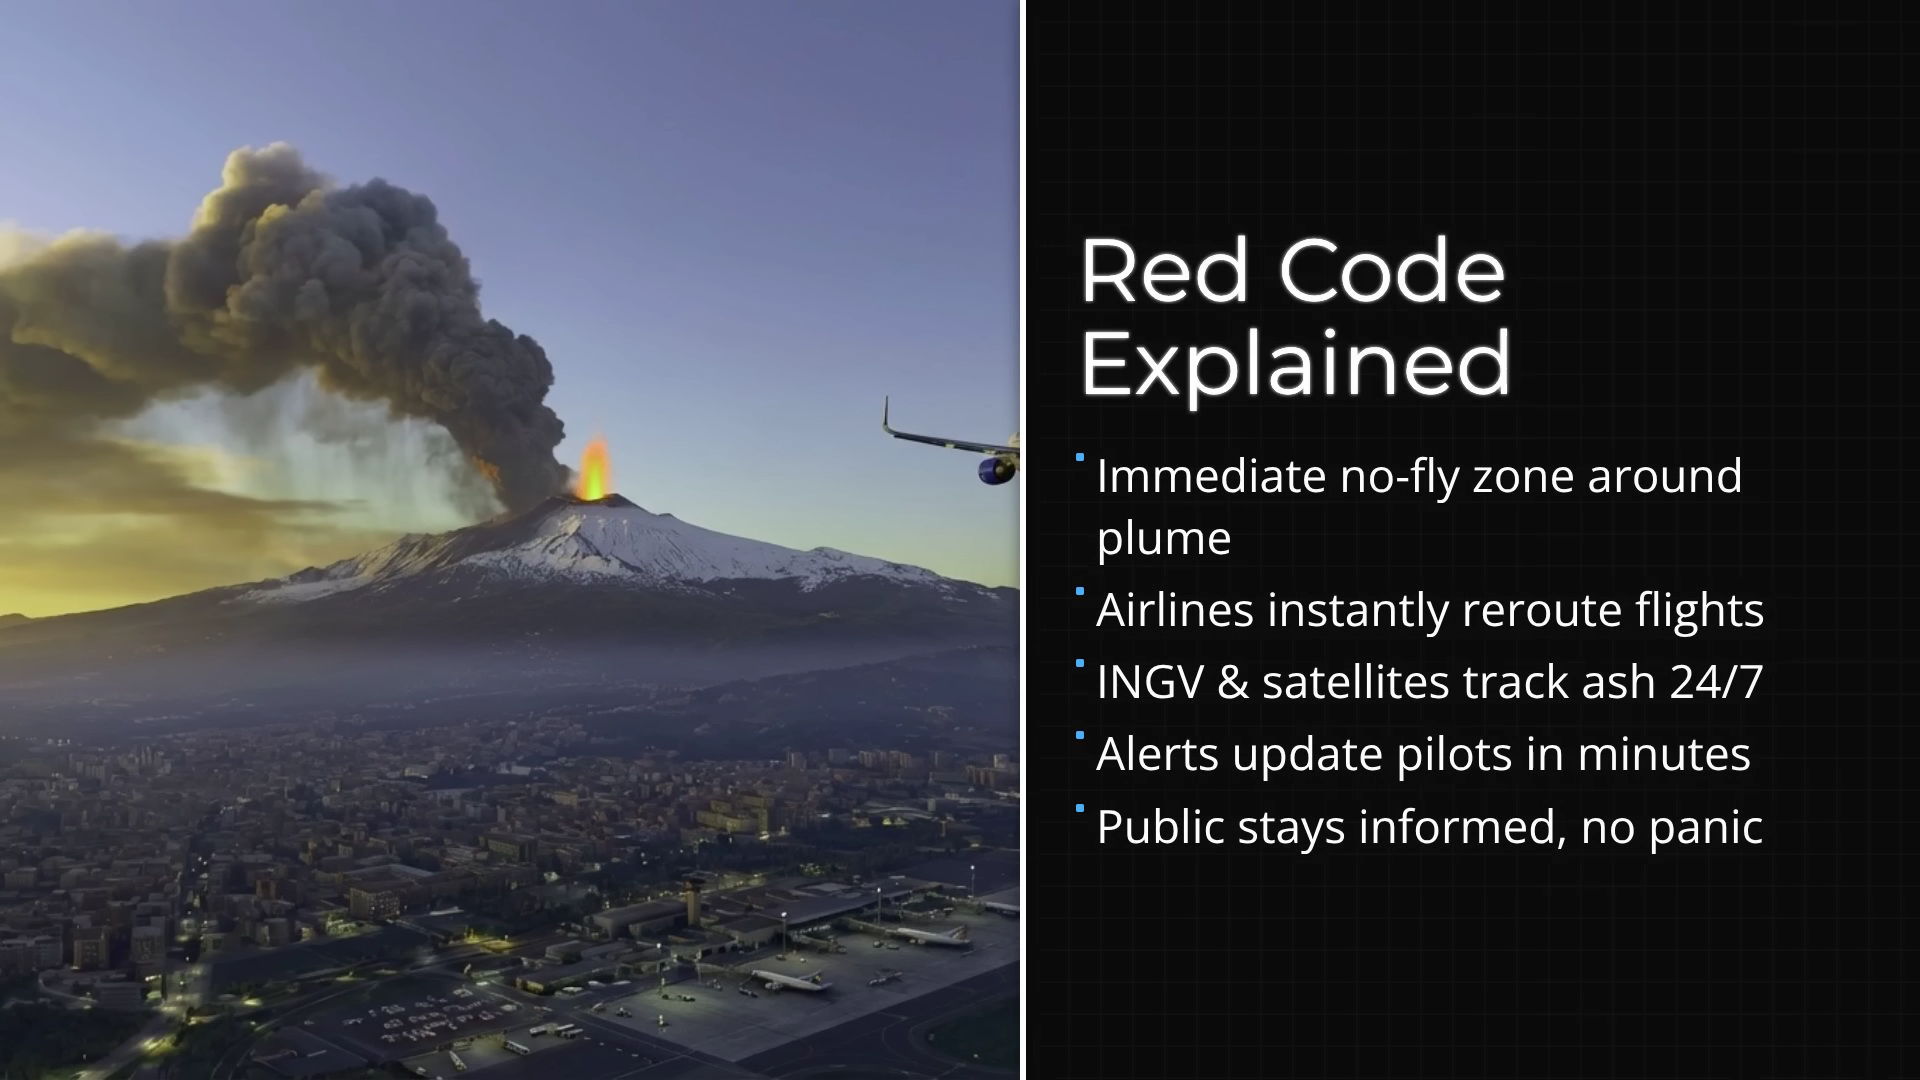 Red Code
Explained
Immediate no-fly zone around
plume
Airlines instantly reroute flights
INGV & satellites track ash 24/7
Alerts update pilots in minutes
Public stays informed, no panic